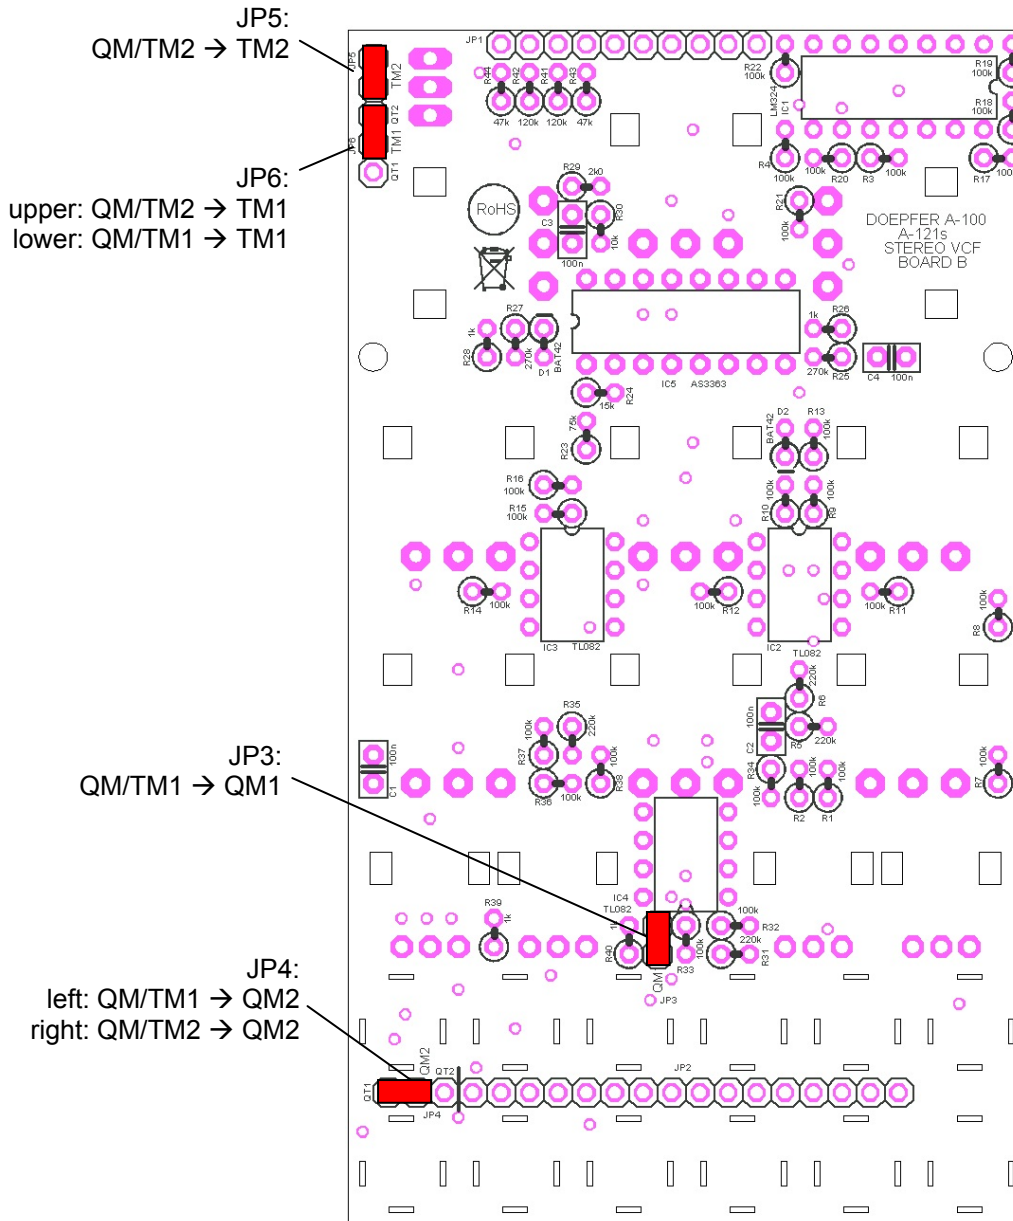 JP5:
QM/TM2 → TM2
JP6:
upper: QM/TM2 → TM1
lower: QM/TM1 → TM1
JP3:
QM/TM1 → QM1
JP4:
left: QM/TM1 → QM2
right: QM/TM2 → QM2
JP5
TM2
QT2
JP6
TM1
QT1
JP1
R44
R42
R41
R43
47k
120k
120k
47k
R22
100k
LM324
IC1
R19
100k
R18
100k
R4
100k
100k
R20
R3
100k
R17
100
R29
2k0
C3
R30
100n
10k
R21
100k
RoHS
DOEPFER A-100
A-121s
STEREO VCF
BOARD B
1k
R27
R28
270k
D1
BAT42
1k
R26
270k
R25
C4
100n
IC5
AS3363
15k
R24
75k
R23
D2
R13
BAT42
100k
R16
100k
R15
100k
100k
100k
R10
R9
R14
100k
100k
R12
100k
R11
100k
R8
IC3
TL082
IC2
TL082
220k
R6
100n
C2
R5
220k
R35
100k
220k
R37
100k
R38
R36
100k
100n
C1
R34
100k
100k
100k
R2
R1
100k
R7
R39
1k
IC4
TL082
1k
R40
100k
R33
100k
R32
220k
R31
QM
JP3
QM2
QT1
QT2
JP4
JP2